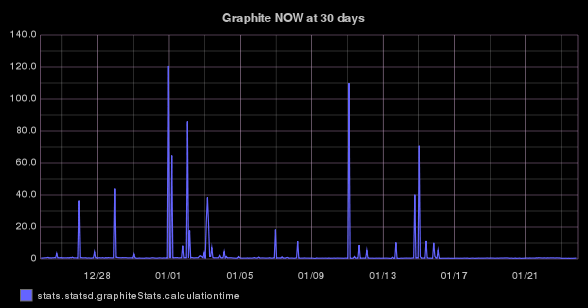 Graphite NOW at 30 days
140.0
120.0
100.0
80.0
60.0
40.0
20.0
0
12/28 01/01 01/05 01/09 01/13 01/17 01/21
stats.statsd.graphiteStats.calculationtime